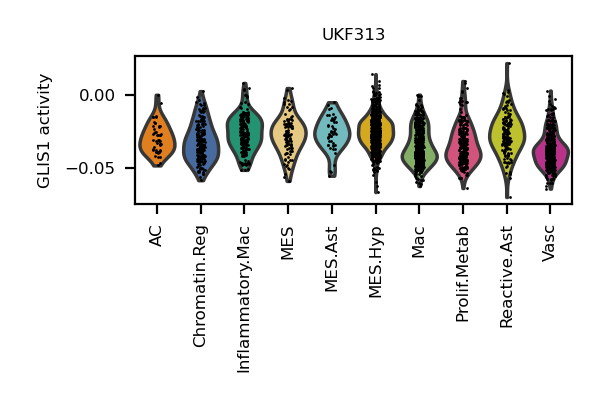 UKF313
GLIS1 activity
0.00
−0.05
AC
Chromatin.Reg
Inflammatory.Mac
MES
MES.Ast
MES.Hyp
Mac
Prolif.Metab
Reactive.Ast
Vasc